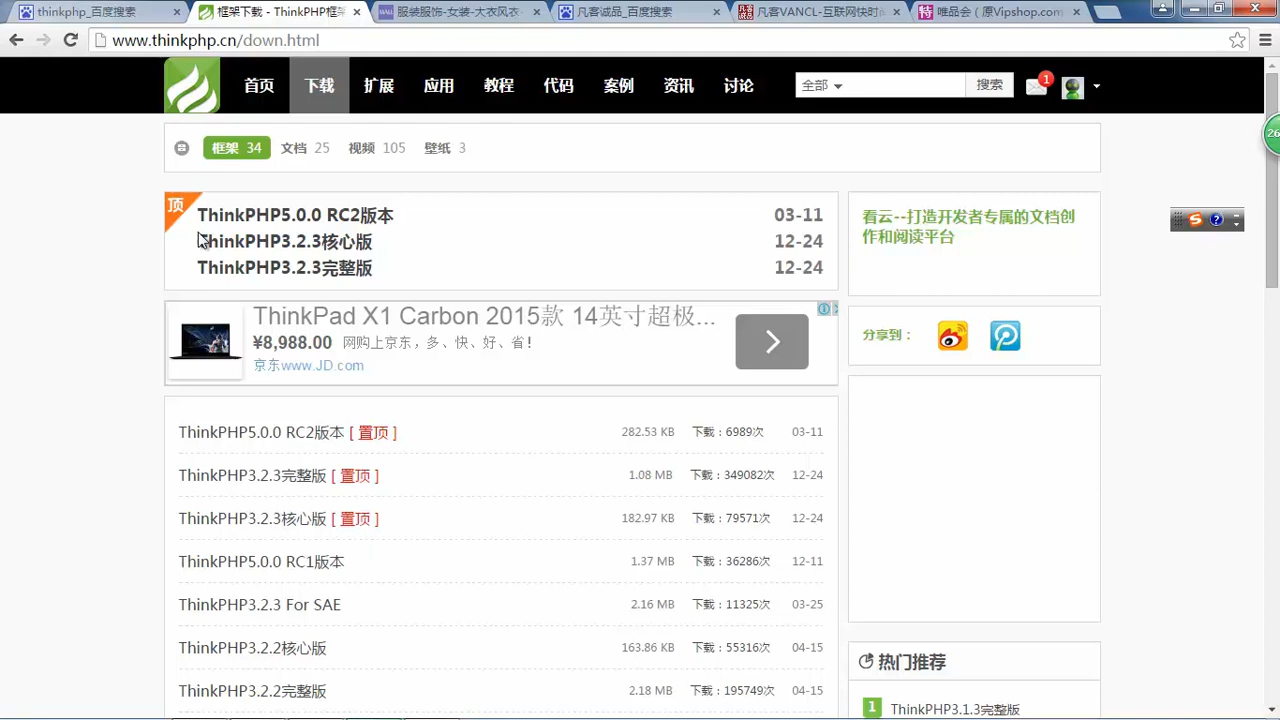 thinkphp_百度搜索
框架下载 - ThinkPHP框架
服装服饰-女装-大衣风衣-
凡客诚品_百度搜索
凡客VANCL-互联网快时尚
唯品会（原Vipshop.com
www.thinkphp.cn/down.html
首页 下载 扩展 应用 教程 代码 案例 资讯 讨论
全部 搜索 1
框架 34 文档 25 视频 105 壁纸 3
26
顶
ThinkPHP5.0.0 RC2版本 03-11
ThinkPHP3.2.3核心版 12-24
ThinkPHP3.2.3完整版 12-24
看云--打造开发者专属的文档创
作和阅读平台
ThinkPad X1 Carbon 2015款 14英寸超极...
¥8,988.00 网购上京东，多、快、好、省！
京东www.JD.com
分享到：
ThinkPHP5.0.0 RC2版本 [ 置顶 ] 282.53 KB 下载：6989次 03-11
ThinkPHP3.2.3完整版 [ 置顶 ] 1.08 MB 下载：349082次 12-24
ThinkPHP3.2.3核心版 [ 置顶 ] 182.97 KB 下载：79571次 12-24
ThinkPHP5.0.0 RC1版本 1.37 MB 下载：36286次 12-11
ThinkPHP3.2.3 For SAE 2.16 MB 下载：11325次 03-25
ThinkPHP3.2.2核心版 163.86 KB 下载：55316次 04-15
ThinkPHP3.2.2完整版 2.18 MB 下载：195749次 04-15
热门推荐
1 ThinkPHP3.1.3完整版